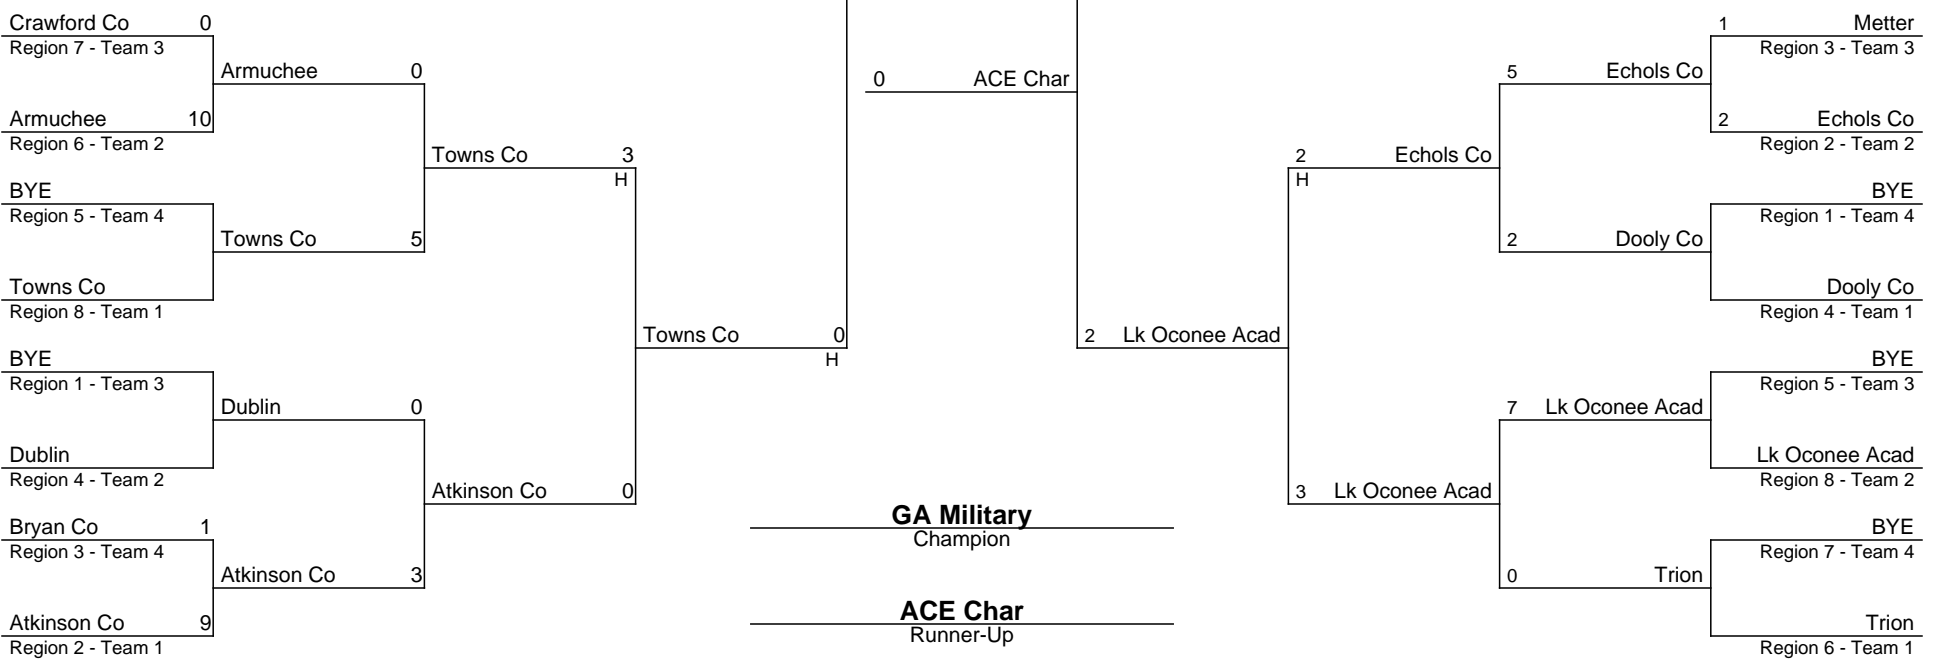 Crawford Co 0
Region 7 - Team 3
Armuchee 0
Armuchee 10
Region 6 - Team 2
Towns Co 3
H
BYE
Region 5 - Team 4
Towns Co 5
Towns Co
Region 8 - Team 1
Towns Co 0
H
BYE
Region 1 - Team 3
Dublin 0
Dublin
Region 4 - Team 2
Atkinson Co 0
Bryan Co 1
Region 3 - Team 4
Atkinson Co 3
Atkinson Co 9
Region 2 - Team 1
0 ACE Char
2 Lk Oconee Acad
GA Military
Champion
ACE Char
Runner-Up
1 Metter
Region 3 - Team 3
5 Echols Co
2 Echols Co
Region 2 - Team 2
2 Echols Co
H
BYE
Region 1 - Team 4
2 Dooly Co
Dooly Co
Region 4 - Team 1
BYE
Region 5 - Team 3
7 Lk Oconee Acad
Lk Oconee Acad
Region 8 - Team 2
3 Lk Oconee Acad
BYE
Region 7 - Team 4
0 Trion
Trion
Region 6 - Team 1